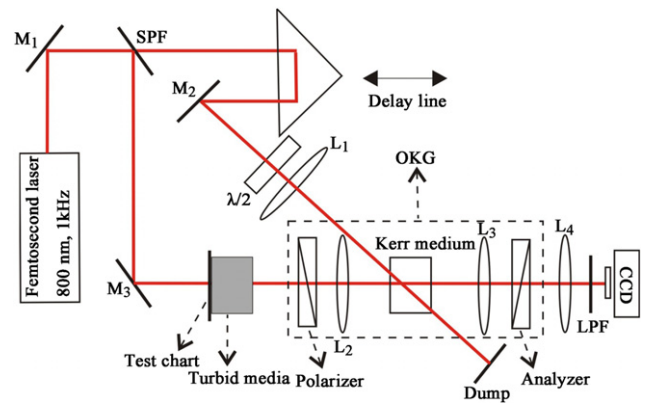 M1
SPF
M2
Delay line
L1
λ/2
OKG
Femtosecond laser
800 nm, 1kHz
Kerr medium
L3
L4
CCD
M3
LPF
L2
Test chart
Turbid media
Polarizer
Dump
Analyzer